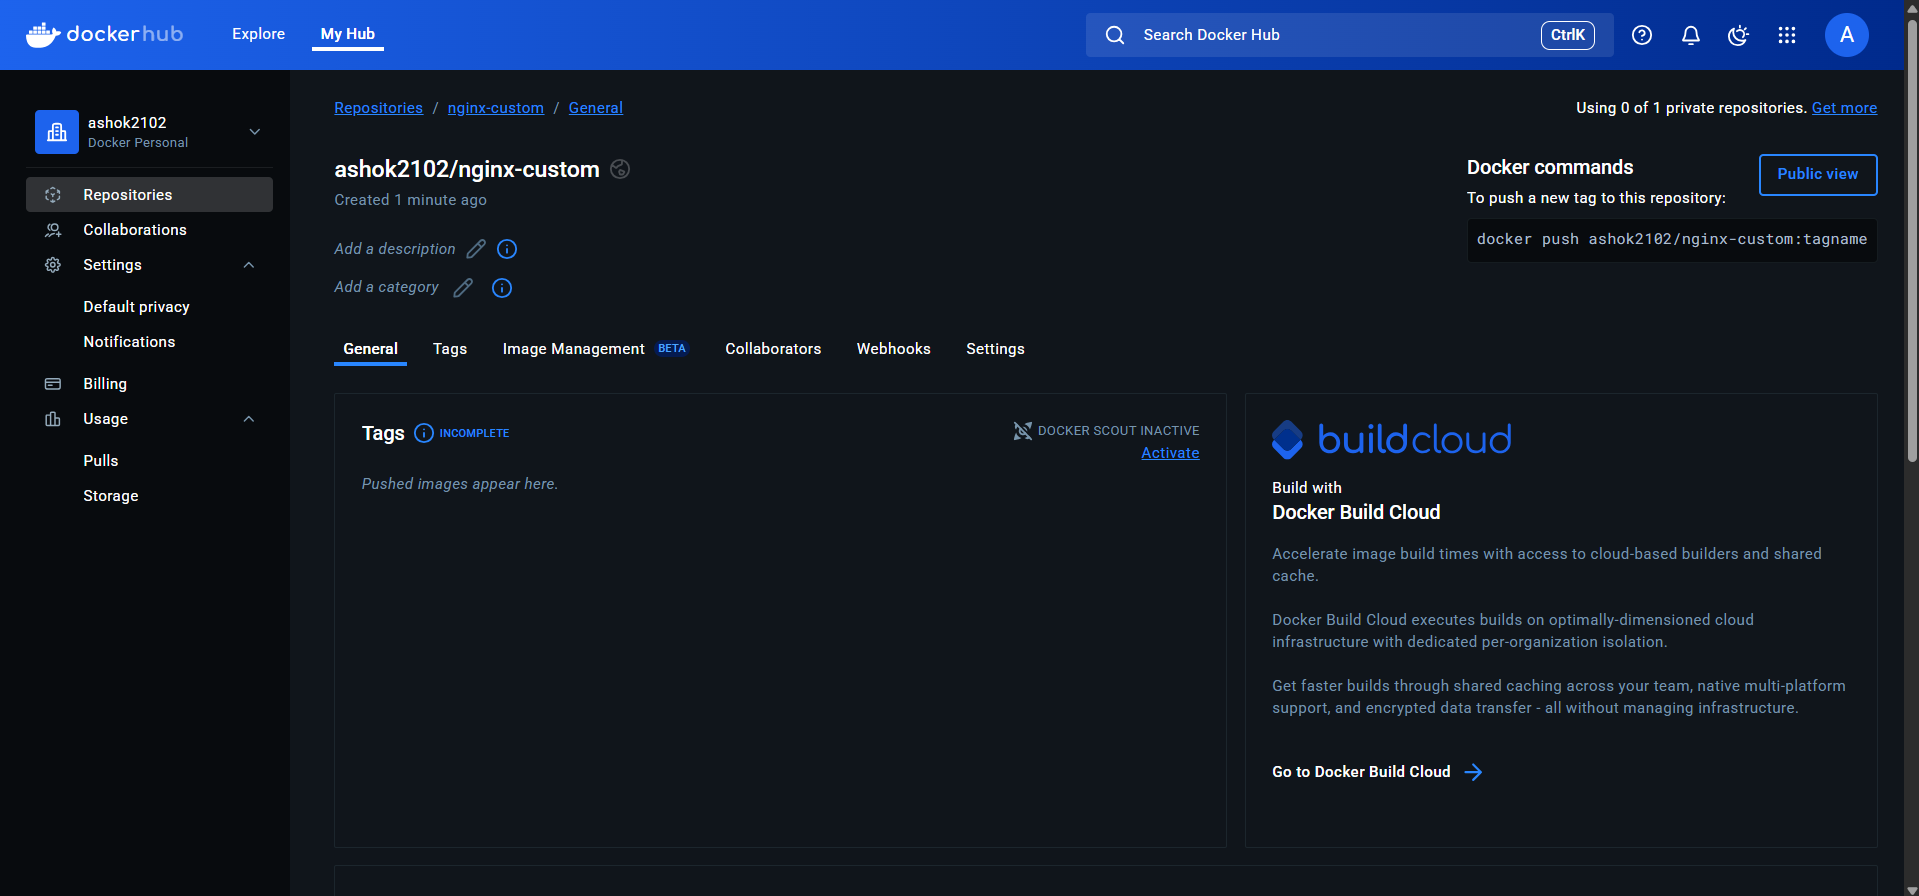 dockerhub
Explore
My Hub
Search Docker Hub
CtrlK
A
ashok2102
Docker Personal
Repositories
Collaborations
Settings
Default privacy
Notifications
Billing
Usage
Pulls
Storage
Repositories / nginx-custom / General
Using 0 of 1 private repositories. Get more
ashok2102/nginx-custom
Created 1 minute ago
Add a description
Add a category
Docker commands
Public view
To push a new tag to this repository:
docker push ashok2102/nginx-custom:tagname
General
Tags
Image Management BETA
Collaborators
Webhooks
Settings
Tags
INCOMPLETE
DOCKER SCOUT INACTIVE
Activate
Pushed images appear here.
buildcloud
Build with
Docker Build Cloud
Accelerate image build times with access to cloud-based builders and shared
cache.
Docker Build Cloud executes builds on optimally-dimensioned cloud
infrastructure with dedicated per-organization isolation.
Get faster builds through shared caching across your team, native multi-platform
support, and encrypted data transfer - all without managing infrastructure.
Go to Docker Build Cloud